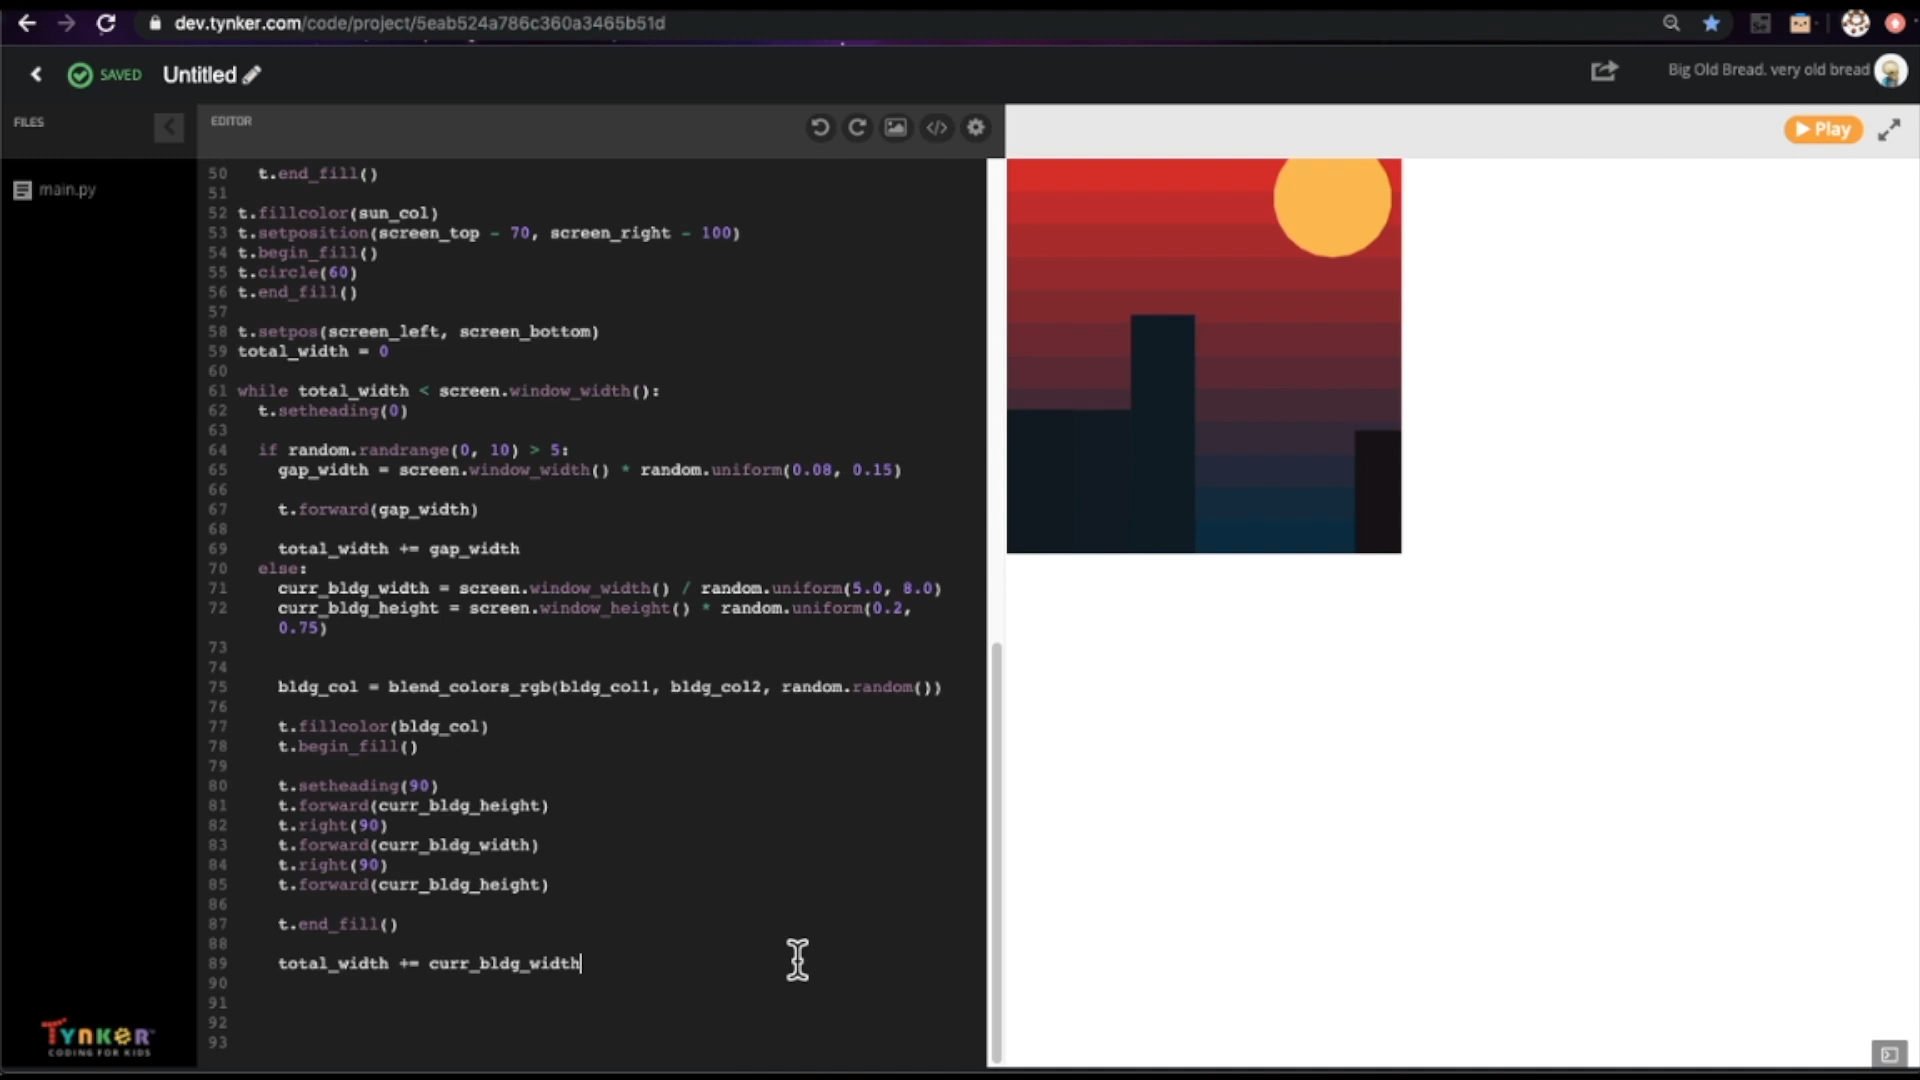 dev.tynker.com/code/project/5eab524a786c360a3465b51d
SAVED Untitled
Big Old Bread. very old bread
FILES
EDITOR
Play
main.py
50 t.end_fill()
51
52 t.fillcolor(sun_col)
53 t.setposition(screen_top - 70, screen_right - 100)
54 t.begin_fill()
55 t.circle(60)
56 t.end_fill()
57
58 t.setpos(screen_left, screen_bottom)
59 total_width = 0
60
61 while total_width < screen.window_width():
62 t.setheading(0)
63
64 if random.randrange(0, 10) > 5:
65 gap_width = screen.window_width() * random.uniform(0.08, 0.15)
66
67 t.forward(gap_width)
68
69 total_width += gap_width
70 else:
71 curr_bldg_width = screen.window_width() / random.uniform(5.0, 8.0)
72 curr_bldg_height = screen.window_height() * random.uniform(0.2,
0.75)
73
74
75 bldg_col = blend_colors_rgb(bldg_col1, bldg_col2, random.random())
76
77 t.fillcolor(bldg_col)
78 t.begin_fill()
79
80 t.setheading(90)
81 t.forward(curr_bldg_height)
82 t.right(90)
83 t.forward(curr_bldg_width)
84 t.right(90)
85 t.forward(curr_bldg_height)
86
87 t.end_fill()
88
89 total_width += curr_bldg_width
90
91
92
93
TYNKER
CODING FOR KIDS